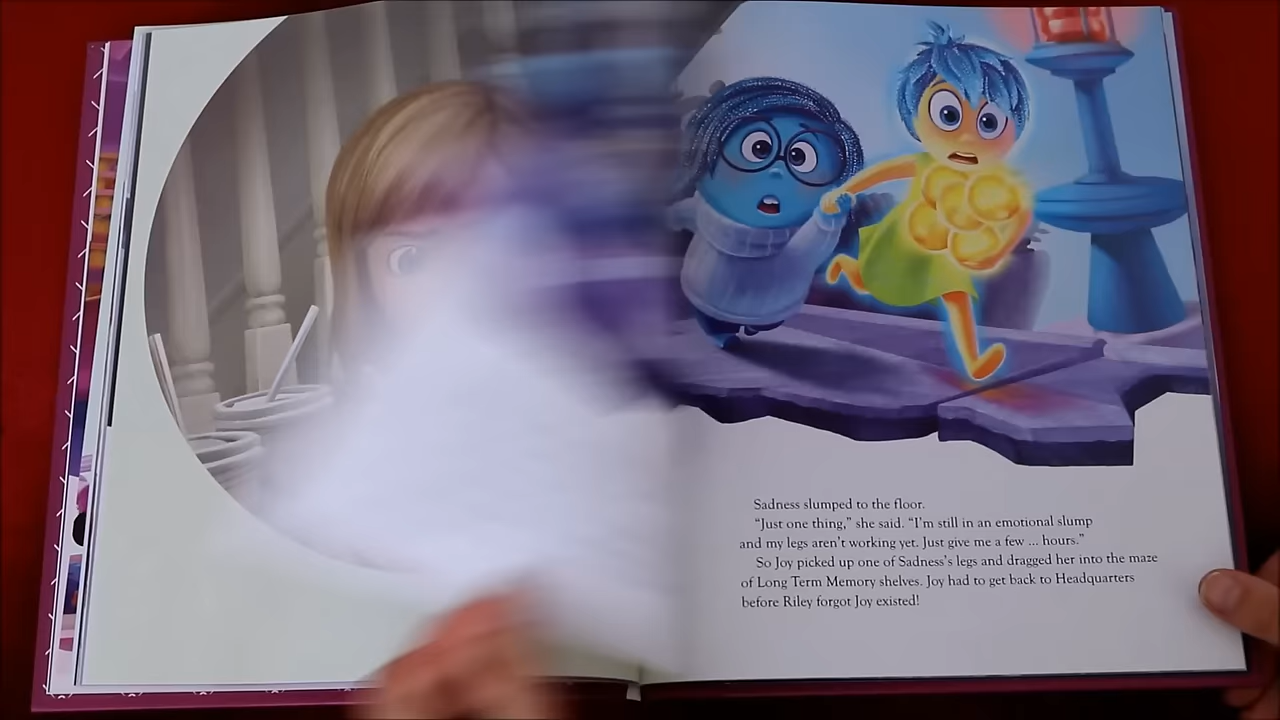 Sadness slumped to the floor.
“Just one thing,” she said. “I’m still in an emotional slump
and my legs aren’t working yet. Just give me a few ... hours.”
So Joy picked up one of Sadness’s legs and dragged her into the maze
of Long Term Memory shelves. Joy had to get back to Headquarters
before Riley forgot Joy existed!